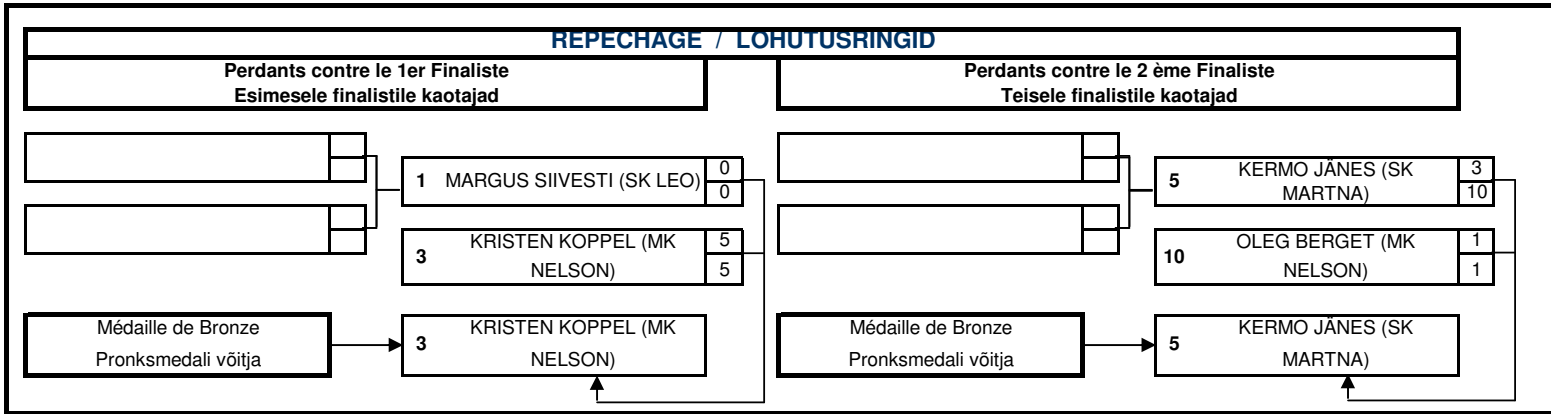 REPECHAGE / LOHUTUSRINGID
Perdants contre le 1er Finaliste
Esimesele finalistile kaotajad
Perdants contre le 2 ème Finaliste
Teisele finalistile kaotajad
1 MARGUS SIIVESTI (SK LEO) 0
0
3 KRISTEN KOPPEL (MK NELSON) 5
5
Médaille de Bronze
Pronksmedali võitja
3 KRISTEN KOPPEL (MK
NELSON)
5 KERMO JÄNES (SK 3
MARTNA) 10
10 OLEG BERGET (MK 1
NELSON) 1
Médaille de Bronze
Pronksmedali võitja
5 KERMO JÄNES (SK
MARTNA)